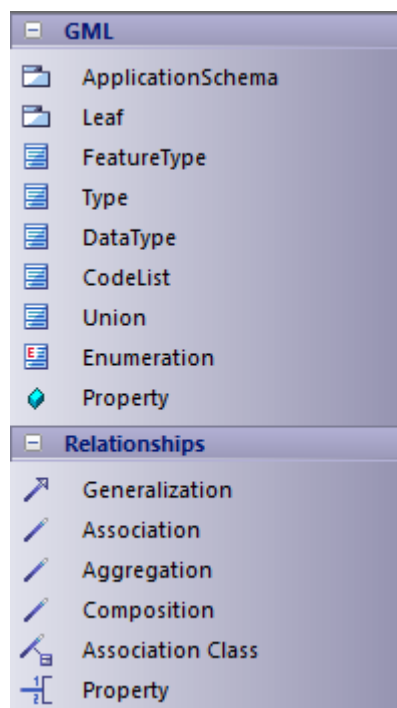 GML
ApplicationSchema
Leaf
FeatureType
Type
DataType
CodeList
Union
Enumeration
Property
Relationships
Generalization
Association
Aggregation
Composition
Association Class
Property